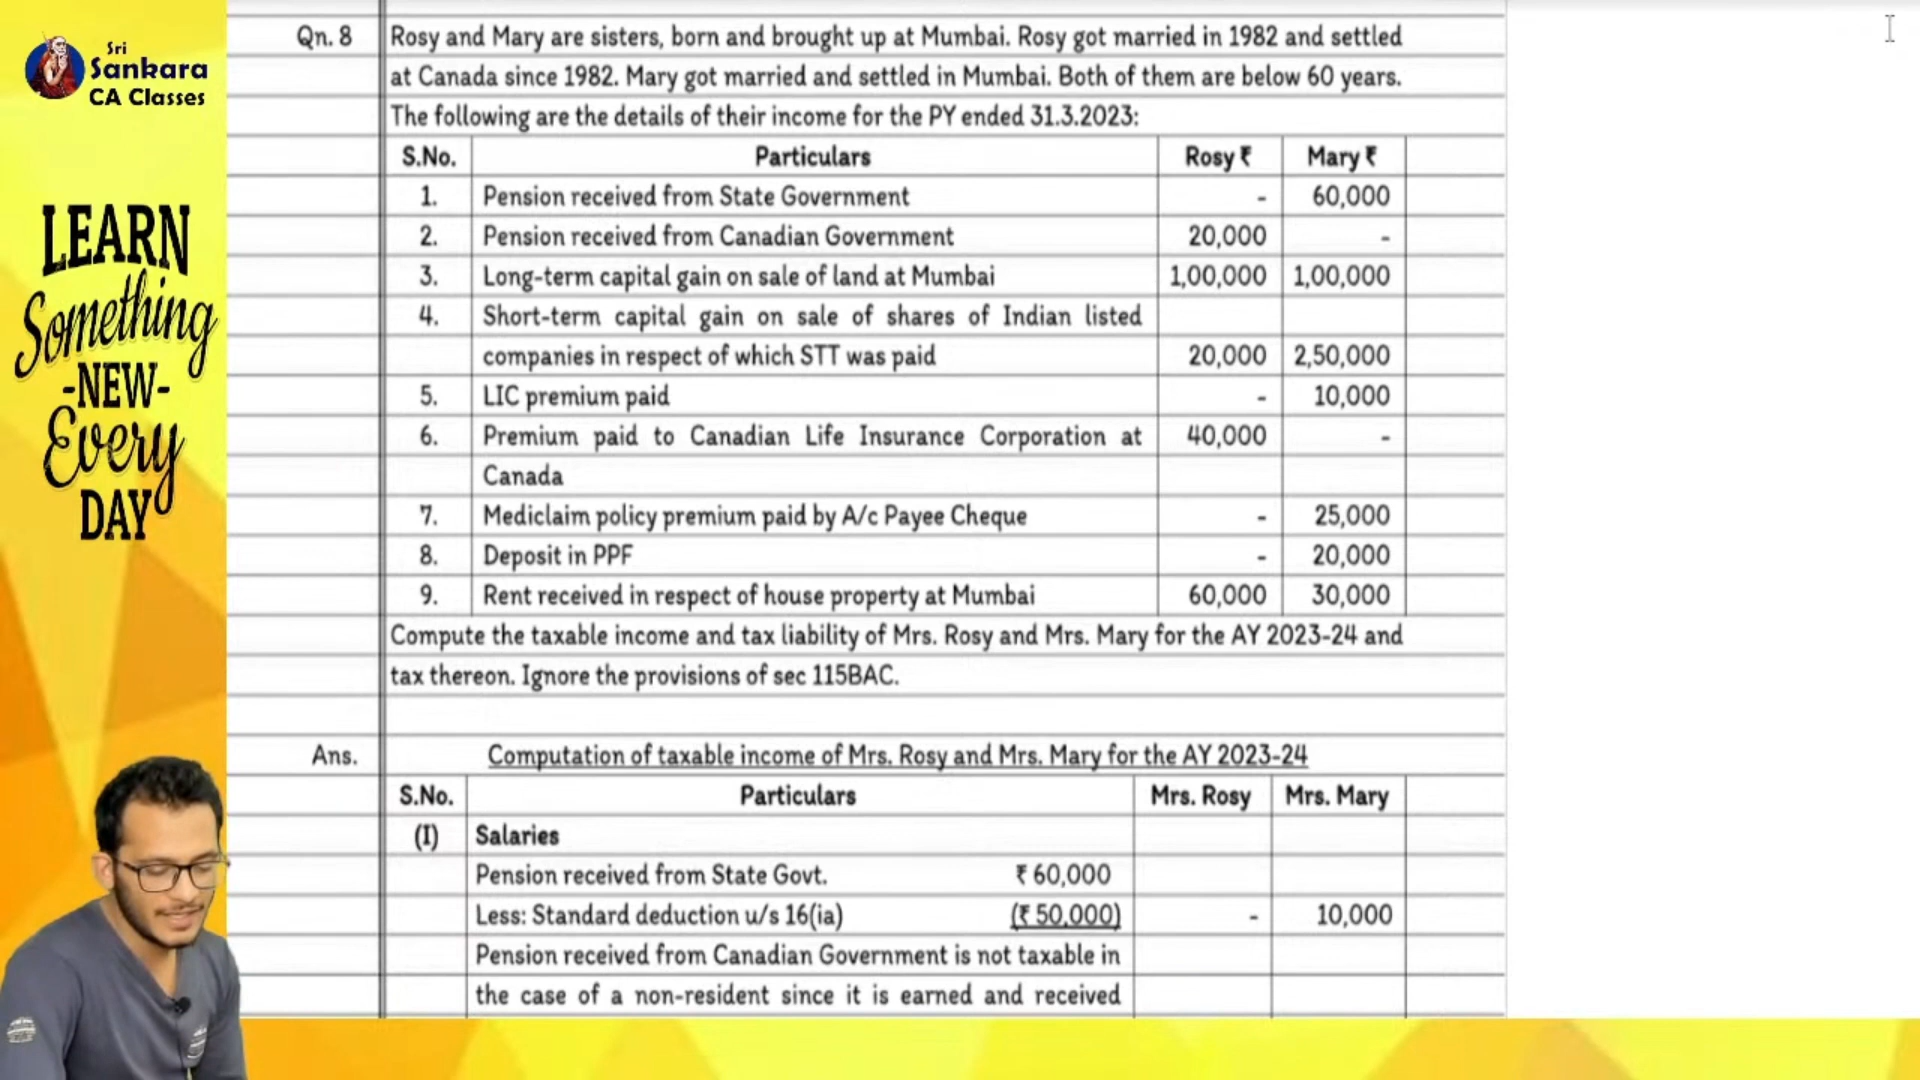 Sri
Sankara
CA Classes
LEARN
Something
-NEW-
Every
DAY
Qn. 8 Rosy and Mary are sisters, born and brought up at Mumbai. Rosy got married in 1982 and settled
at Canada since 1982. Mary got married and settled in Mumbai. Both of them are below 60 years.
The following are the details of their income for the PY ended 31.3.2023:
S.No. Particulars Rosy ₹ Mary ₹
1. Pension received from State Government - 60,000
2. Pension received from Canadian Government 20,000 -
3. Long-term capital gain on sale of land at Mumbai 1,00,000 1,00,000
4. Short-term capital gain on sale of shares of Indian listed
companies in respect of which STT was paid 20,000 2,50,000
5. LIC premium paid - 10,000
6. Premium paid to Canadian Life Insurance Corporation at 40,000 -
Canada
7. Mediclaim policy premium paid by A/c Payee Cheque - 25,000
8. Deposit in PPF - 20,000
9. Rent received in respect of house property at Mumbai 60,000 30,000
Compute the taxable income and tax liability of Mrs. Rosy and Mrs. Mary for the AY 2023-24 and
tax thereon. Ignore the provisions of sec 115BAC.
Ans. Computation of taxable income of Mrs. Rosy and Mrs. Mary for the AY 2023-24
S.No. Particulars Mrs. Rosy Mrs. Mary
(I) Salaries
Pension received from State Govt. ₹ 60,000
Less: Standard deduction u/s 16(ia) (₹ 50,000) - 10,000
Pension received from Canadian Government is not taxable in
the case of a non-resident since it is earned and received